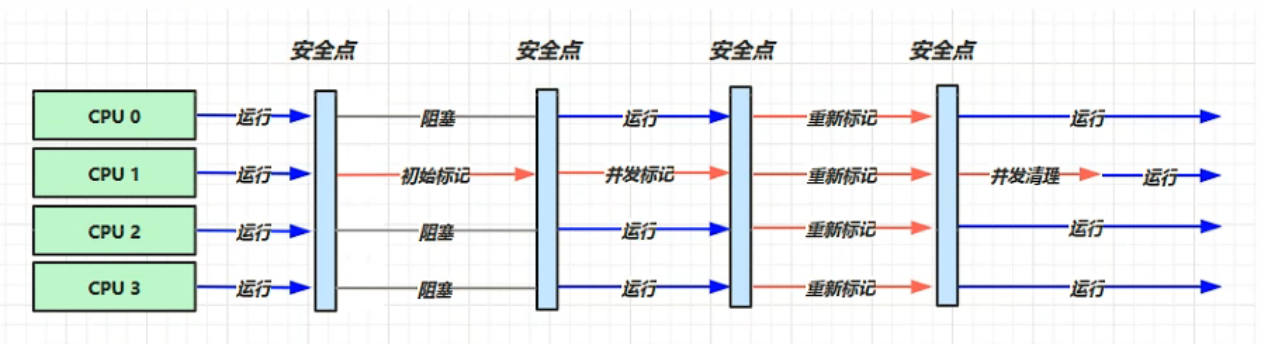 安全点 安全点 安全点 安全点
CPU 0 运行 阻塞 运行 重新标记 运行
CPU 1 运行 初始标记 并发标记 重新标记 并发清理 运行
CPU 2 运行 阻塞 运行 重新标记 运行
CPU 3 运行 阻塞 运行 重新标记 运行